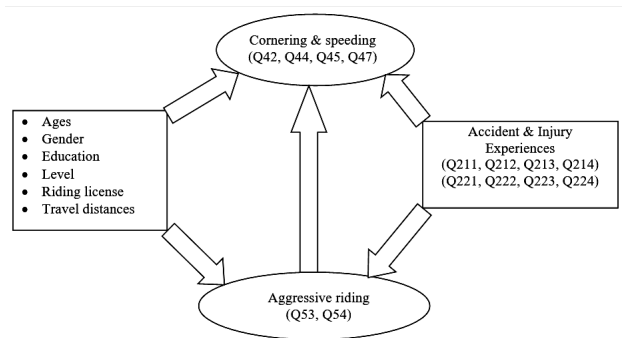 Cornering & speeding
(Q42, Q44, Q45, Q47)
• Ages
• Gender
• Education
• Level
• Riding license
• Travel distances
Accident & Injury
Experiences
(Q211, Q212, Q213, Q214)
(Q221, Q222, Q223, Q224)
Aggressive riding
(Q53, Q54)